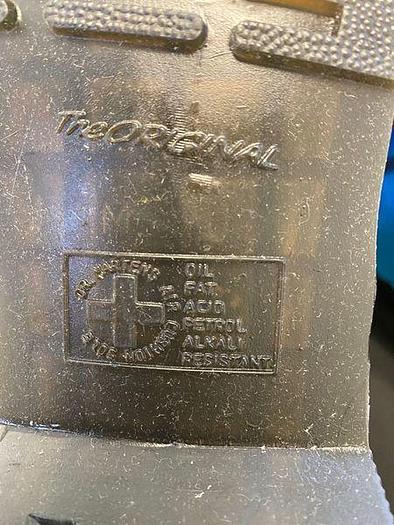 The ORIGINAL
DR. MARTENS AIR CUSHION SOLE
OIL
FAT
ACID
PETROL
ALKALI
RESISTANT